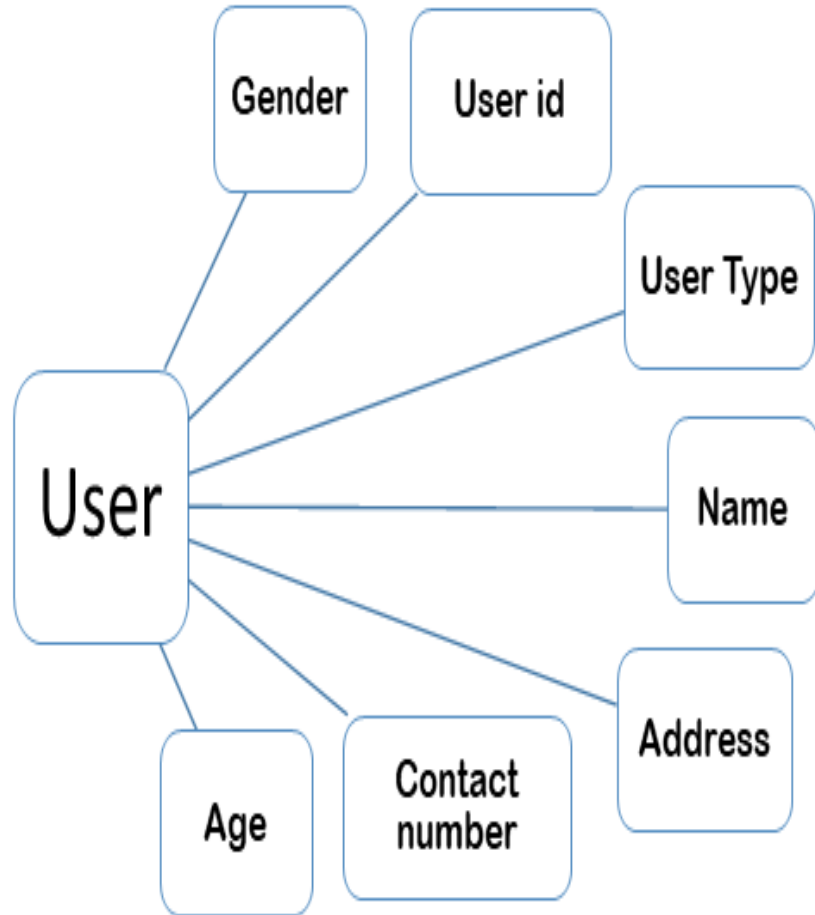 Gender
User id
User Type
User
Name
Address
Contact
number
Age